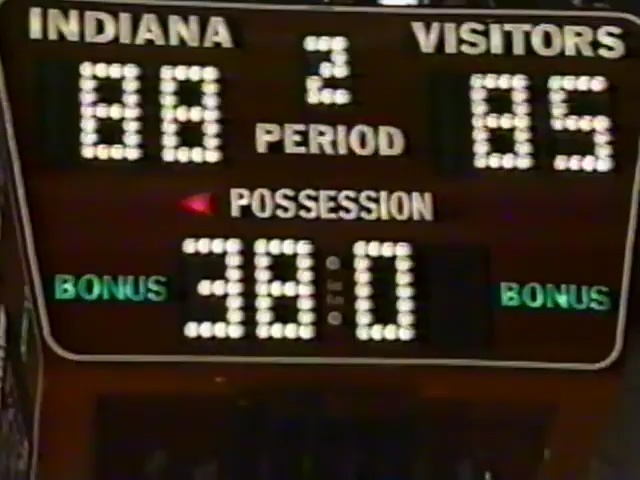 INDIANA 2 VISITORS
88 PERIOD 85
POSSESSION
BONUS 38:0 BONUS